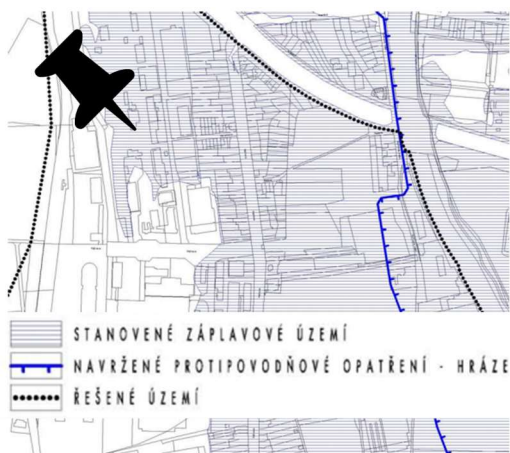 STANOVENÉ ZÁPLAVOVÉ ÚZEMÍ
NAVRŽENÉ PROTIPOVODŇOVÉ OPATŘENÍ - HRÁZE
ŘEŠENÉ ÚZEMÍ